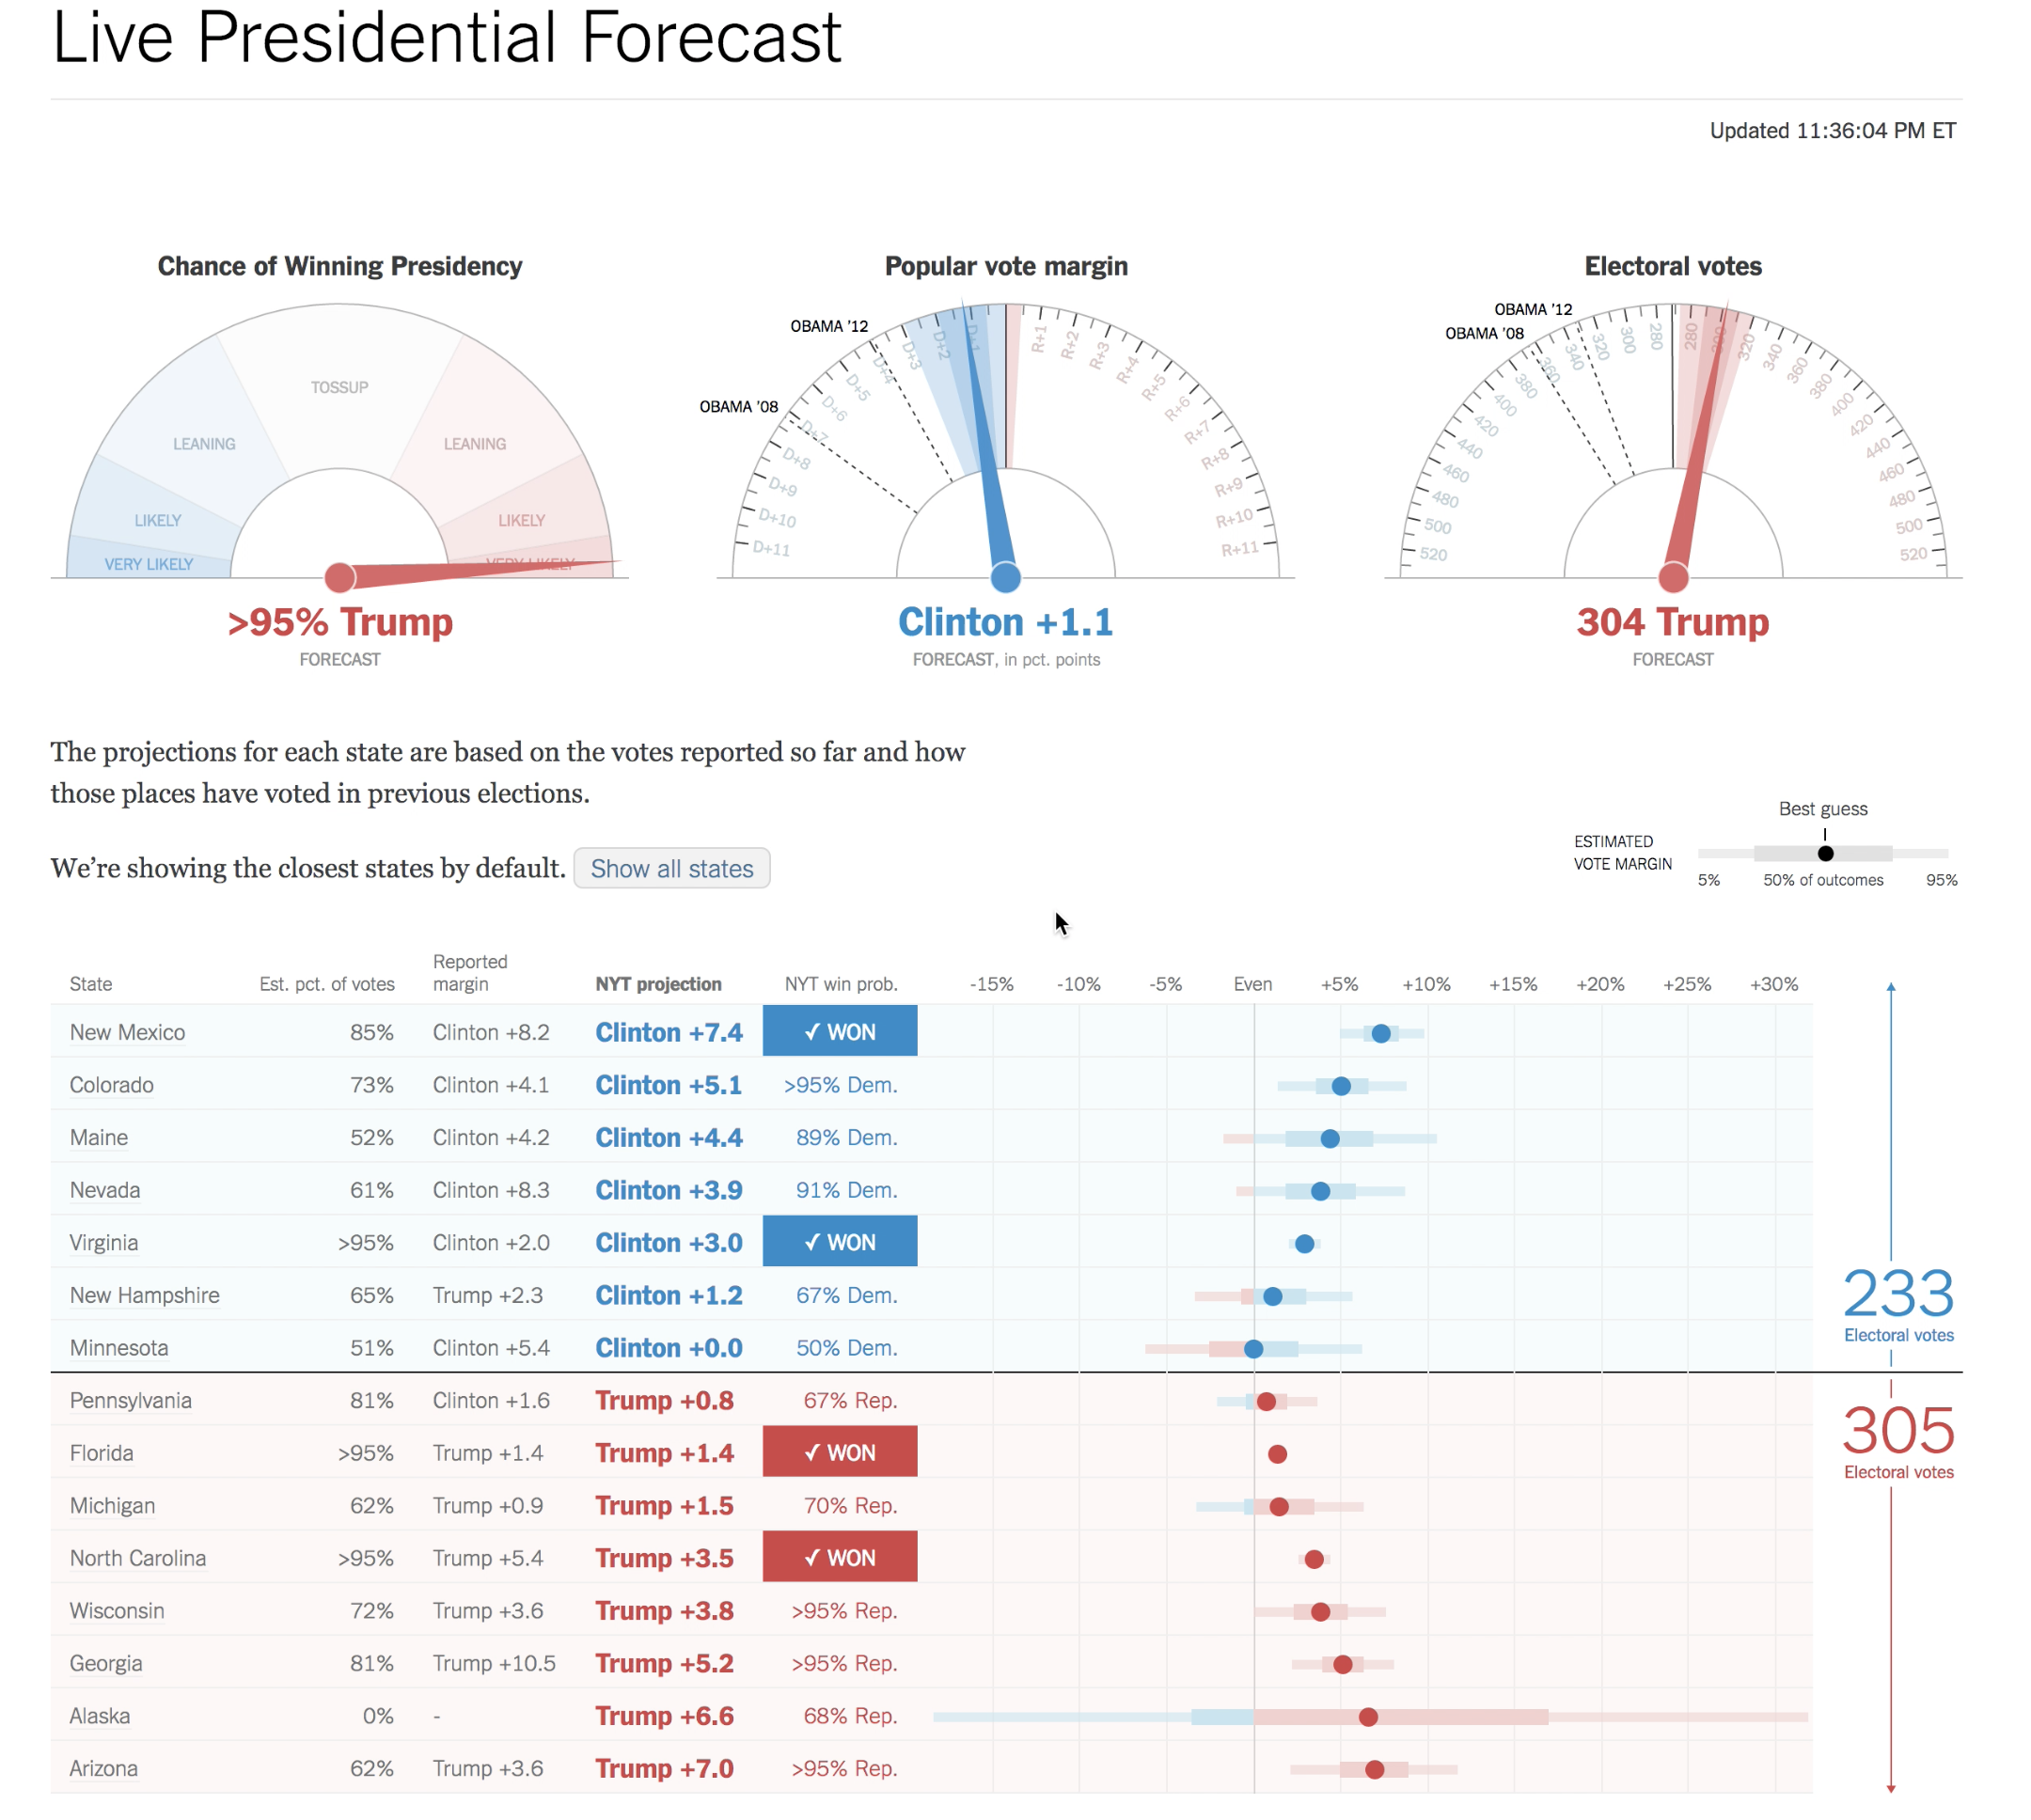 Live Presidential Forecast
Updated 11:36:04 PM ET
Chance of Winning Presidency
TOSSUP
LEANING
LEANING
LIKELY
LIKELY
VERY LIKELY
VERY LIKELY
>95% Trump
FORECAST
Popular vote margin
OBAMA '12
OBAMA '08
D+11
D+10
D+9
D+8
D+7
D+6
D+5
D+4
D+3
D+2
D+1
R+1
R+2
R+3
R+4
R+5
R+6
R+7
R+8
R+9
R+10
R+11
Clinton +1.1
FORECAST, in pct. points
Electoral votes
OBAMA '12
OBAMA '08
520
500
480
460
440
420
400
380
360
340
320
300
280
280
300
320
340
360
380
400
420
440
460
480
500
520
304 Trump
FORECAST
The projections for each state are based on the votes reported so far and how
those places have voted in previous elections.
We’re showing the closest states by default. Show all states
Best guess
ESTIMATED
VOTE MARGIN
5% 50% of outcomes 95%
State Est. pct. of votes Reported margin NYT projection NYT win prob. -15% -10% -5% Even +5% +10% +15% +20% +25% +30%
New Mexico 85% Clinton +8.2 Clinton +7.4 ✓ WON
Colorado 73% Clinton +4.1 Clinton +5.1 >95% Dem.
Maine 52% Clinton +4.2 Clinton +4.4 89% Dem.
Nevada 61% Clinton +8.3 Clinton +3.9 91% Dem.
Virginia >95% Clinton +2.0 Clinton +3.0 ✓ WON
New Hampshire 65% Trump +2.3 Clinton +1.2 67% Dem.
Minnesota 51% Clinton +5.4 Clinton +0.0 50% Dem.
233
Electoral votes
Pennsylvania 81% Clinton +1.6 Trump +0.8 67% Rep.
Florida >95% Trump +1.4 Trump +1.4 ✓ WON
Michigan 62% Trump +0.9 Trump +1.5 70% Rep.
North Carolina >95% Trump +5.4 Trump +3.5 ✓ WON
Wisconsin 72% Trump +3.6 Trump +3.8 >95% Rep.
Georgia 81% Trump +10.5 Trump +5.2 >95% Rep.
Alaska 0% - Trump +6.6 68% Rep.
Arizona 62% Trump +3.6 Trump +7.0 >95% Rep.
305
Electoral votes